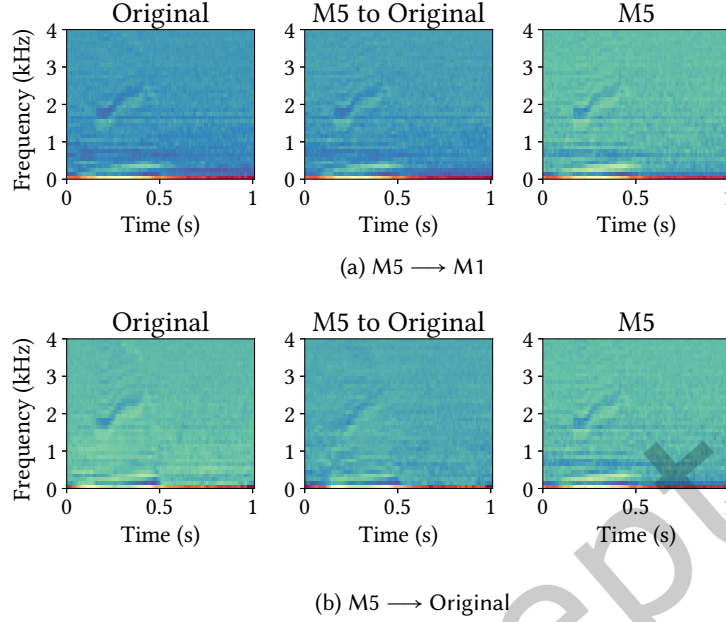 Original M5 to Original M5
Frequency (kHz)
4 4 4
3 3 3
2 2 2
1 1 1
0 0 0
0 0.5 1 0 0.5 1 0 0.5 1
Time (s) Time (s) Time (s)
(a) M5 ⟶ M1
Original M5 to Original M5
Frequency (kHz)
4 4 4
3 3 3
2 2 2
1 1 1
0 0 0
0 0.5 1 0 0.5 1 0 0.5 1
Time (s) Time (s) Time (s)
(b) M5 ⟶ Original